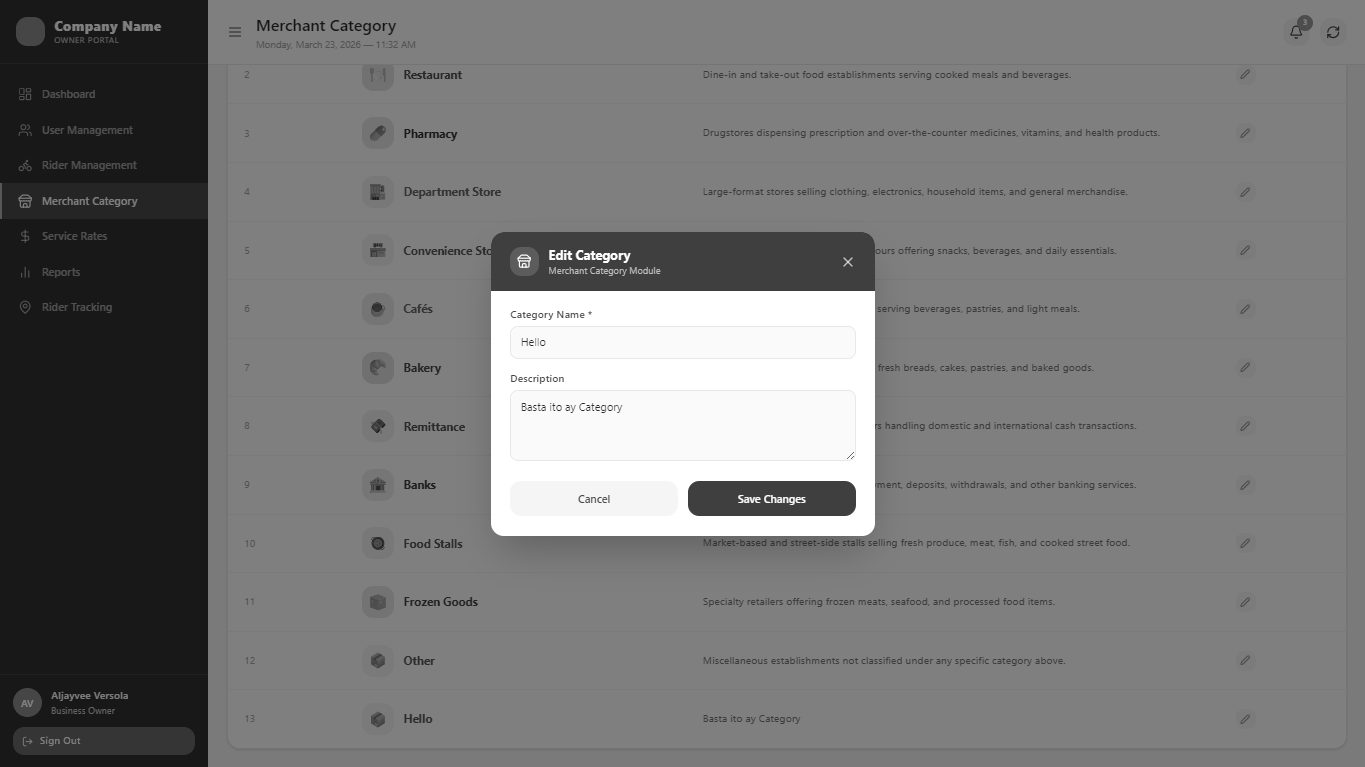 Company Name
OWNER PORTAL
Dashboard
User Management
Rider Management
Merchant Category
Service Rates
Reports
Rider Tracking
AV
Aljayvee Versola
Business Owner
Sign Out
Merchant Category
Monday, March 23, 2026 — 11:32 AM
3
2 Restaurant Dine-in and take-out food establishments serving cooked meals and beverages.
3 Pharmacy Drugstores dispensing prescription and over-the-counter medicines, vitamins, and health products.
4 Department Store Large-format stores selling clothing, electronics, household items, and general merchandise.
5 Convenience offering snacks, beverages, and daily essentials.
6 Cafés serving beverages, pastries, and light meals.
7 Bakery fresh breads, cakes, pastries, and baked goods.
8 Remittance handling domestic and international cash transactions.
9 Banks deposits, withdrawals, and other banking services.
10 Food Stalls Market-based and street-side stalls selling fresh produce, meat, fish, and cooked street food.
11 Frozen Goods Specialty retailers offering frozen meats, seafood, and processed food items.
12 Other Miscellaneous establishments not classified under any specific category above.
13 Hello Basta ito ay Category
Edit Category
Merchant Category Module
Category Name *
Hello
Description
Basta ito ay Category
Cancel
Save Changes